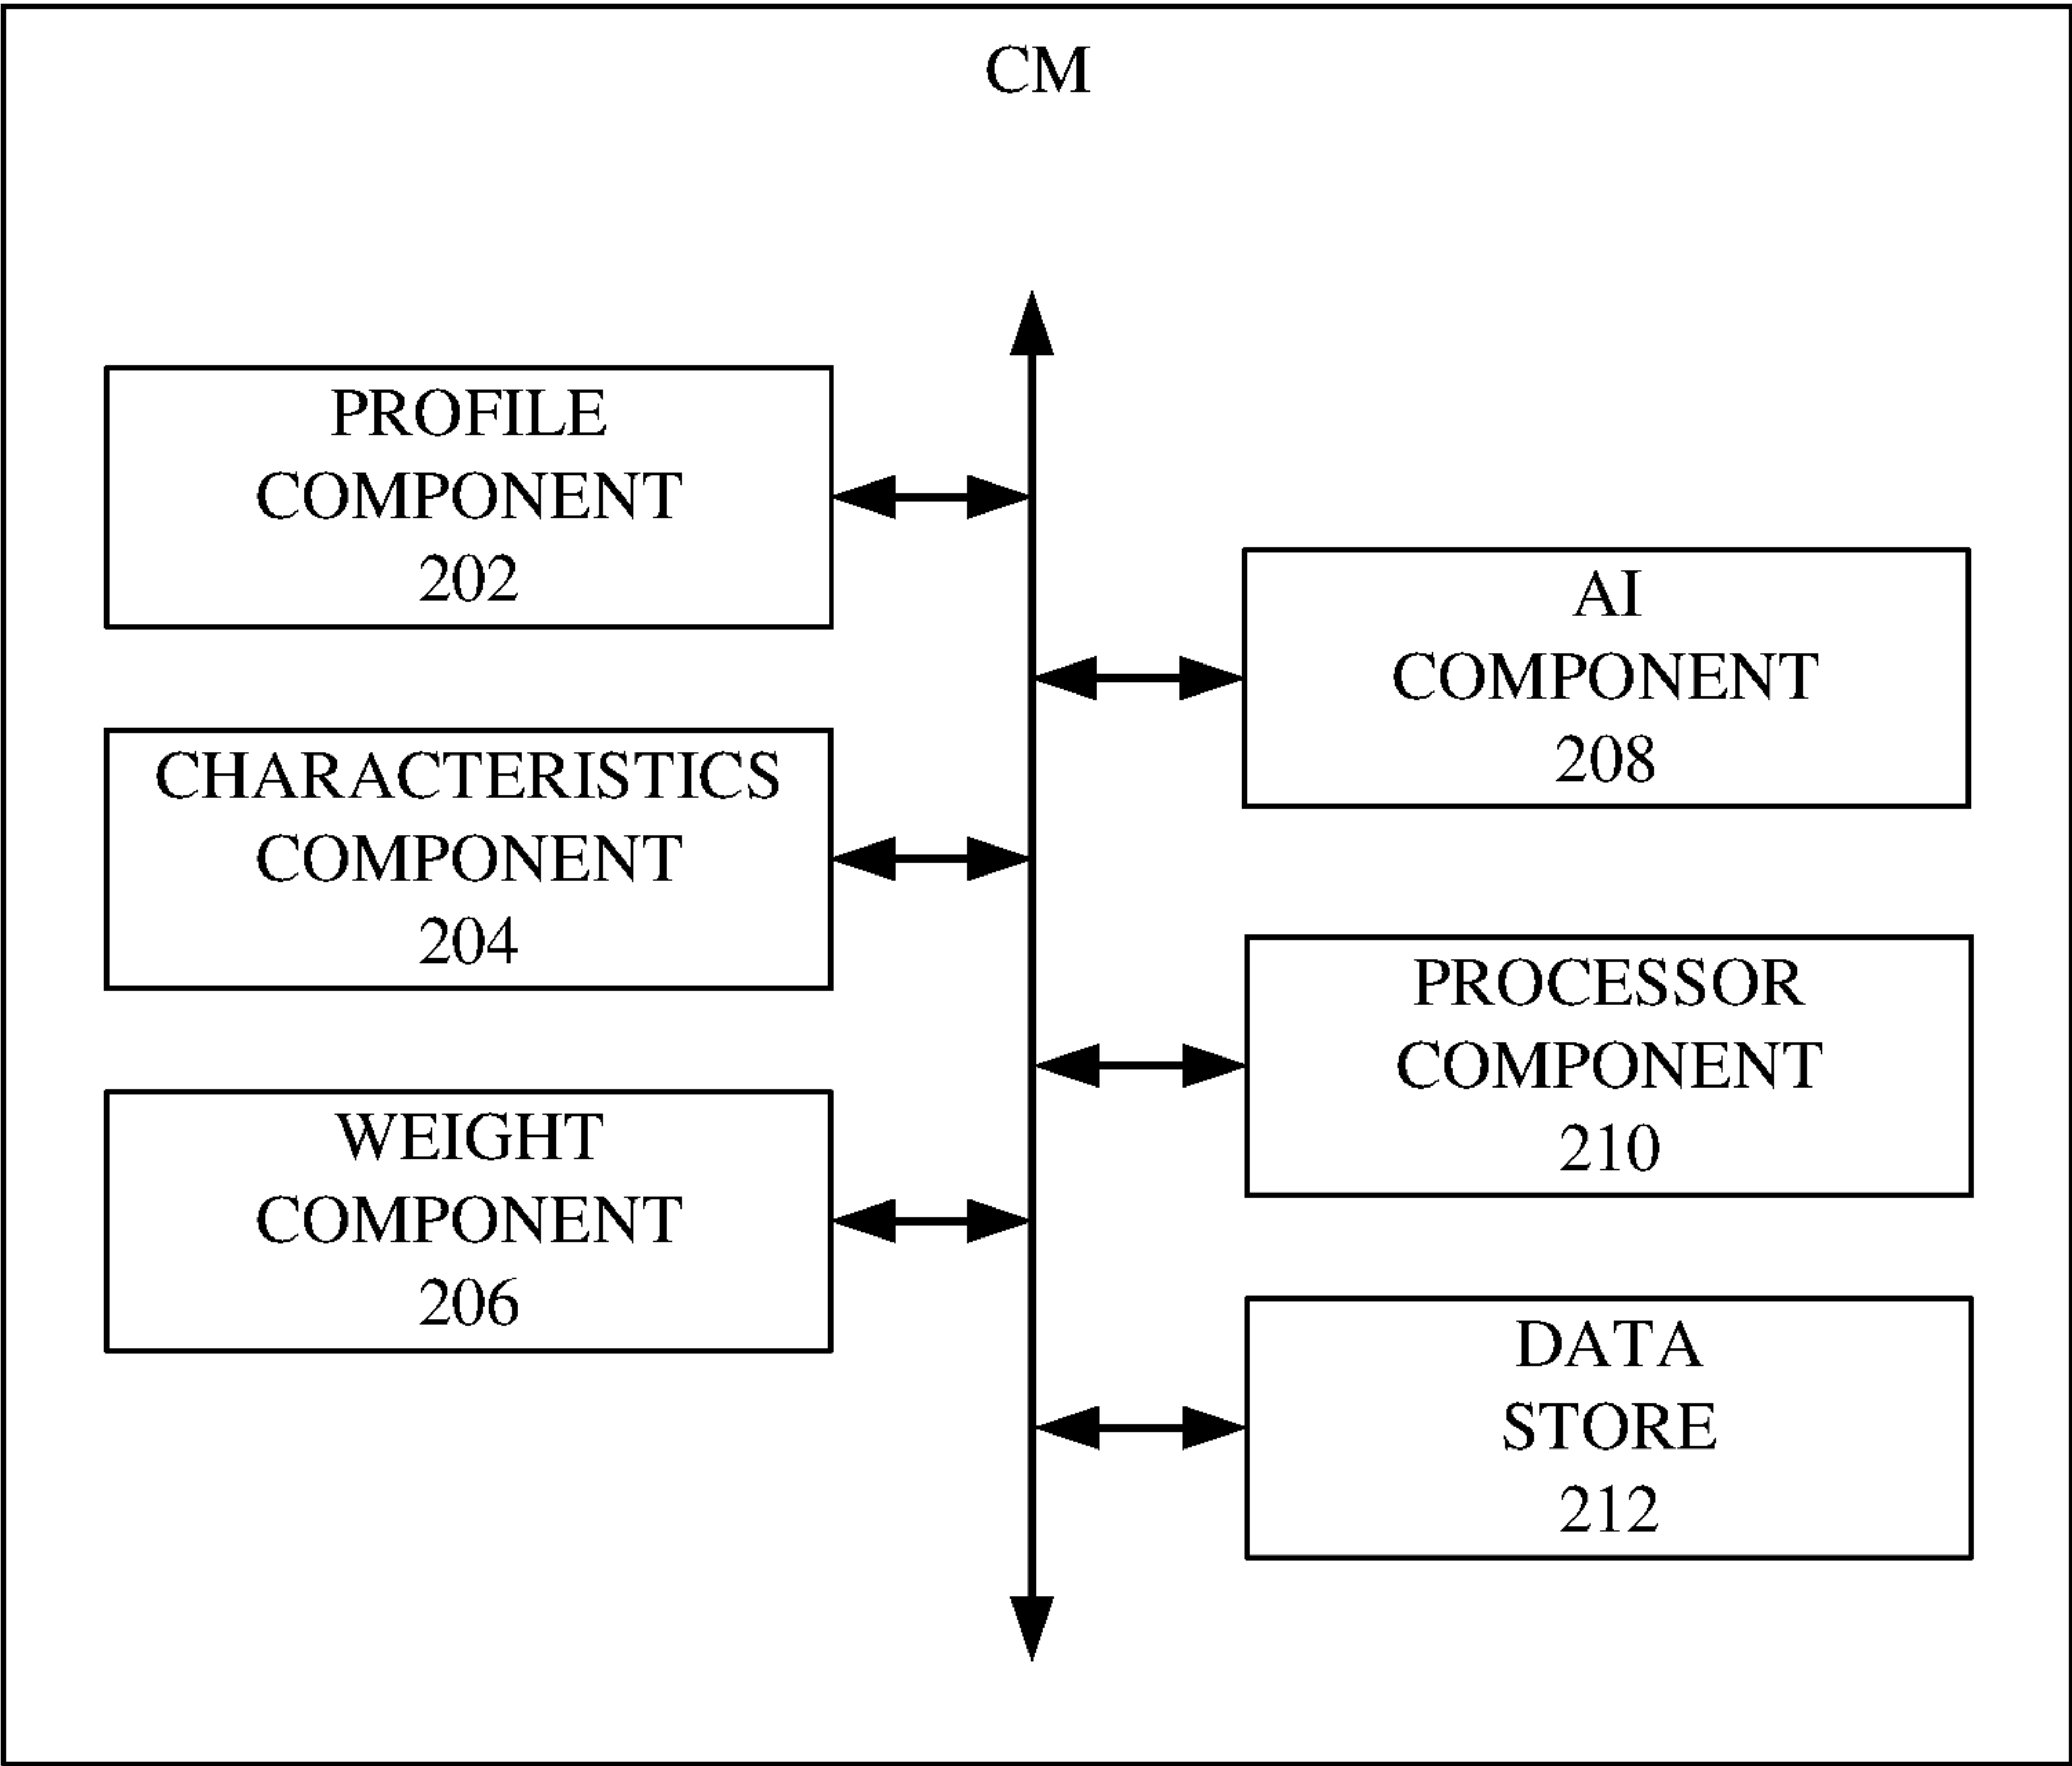 CM
PROFILE
COMPONENT
202
CHARACTERISTICS
COMPONENT
204
WEIGHT
COMPONENT
206
AI
COMPONENT
208
PROCESSOR
COMPONENT
210
DATA
STORE
212